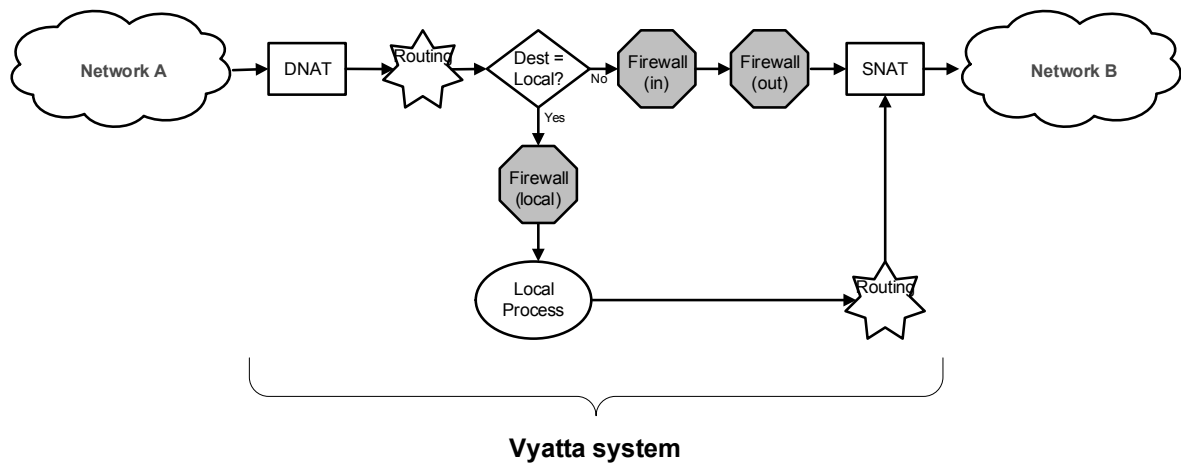 Network A
DNAT
Routing
Dest =
Local?
No
Firewall
(in)
Firewall
(out)
SNAT
Network B
Yes
Firewall
(local)
Local
Process
Routing
Vyatta system